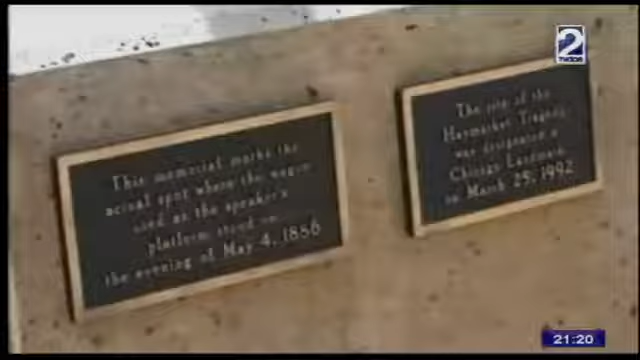 This memorial marks the
actual spot where the wagon
used as the speaker's
platform stood on
the evening of May 4, 1886
The site of the
Haymarket Tragedy
was designated a
Chicago Landmark
on March 25, 1992
2
21:20